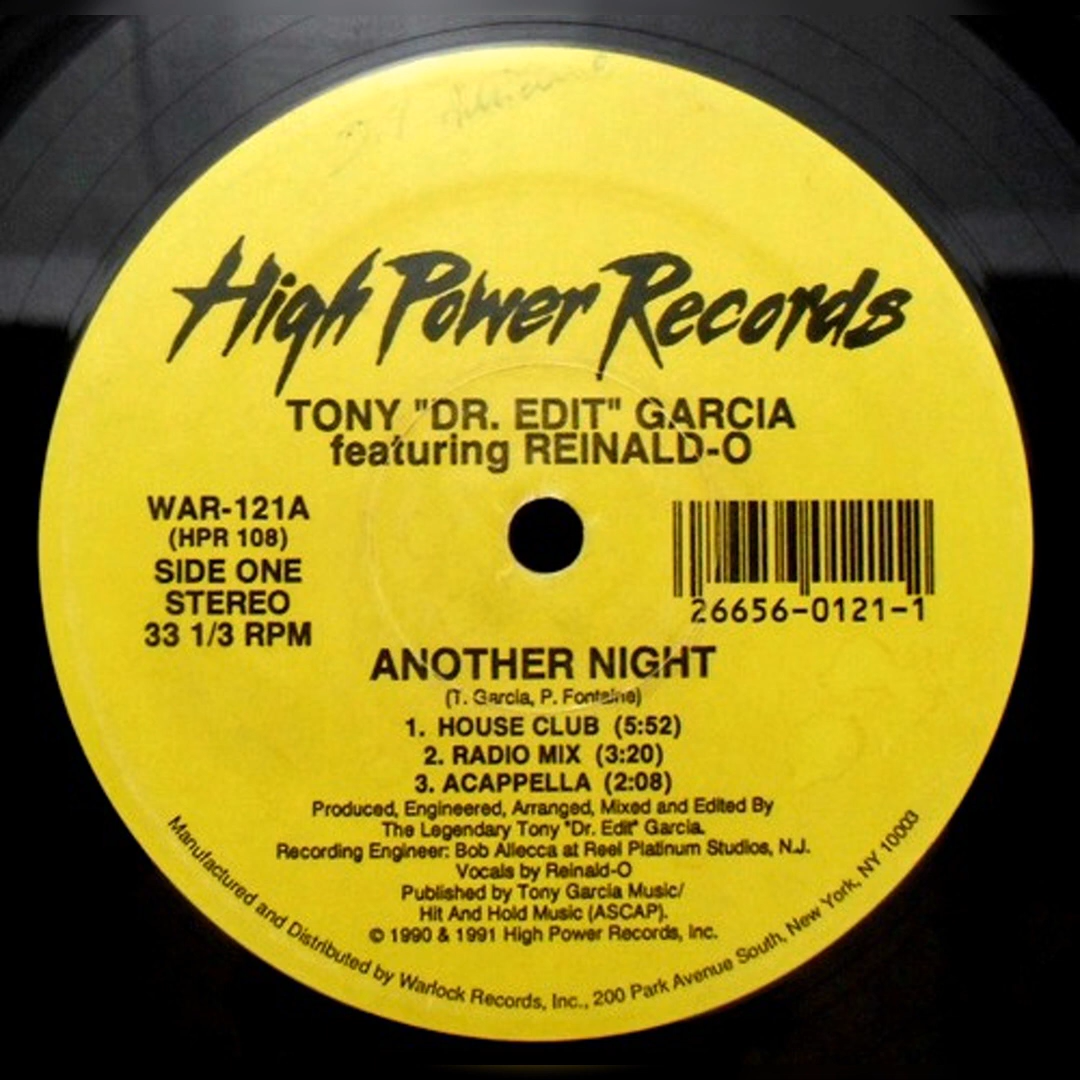 High Power Records
TONY "DR. EDIT" GARCIA
featuring REINALD-O
WAR-121A
(HPR 108)
SIDE ONE
STEREO
33 1/3 RPM
26656-0121-1
ANOTHER NIGHT
(T. Garcia, P. Fontaine)
1. HOUSE CLUB (5:52)
2. RADIO MIX (3:20)
3. ACAPPELLA (2:08)
Produced, Engineered, Arranged, Mixed and Edited By
The Legendary Tony "Dr. Edit" Garcia.
Recording Engineer: Bob Allecca at Reel Platinum Studios, N.J.
Vocals by Reinald-O
Published by Tony Garcia Music/
Hit And Hold Music (ASCAP).
© 1990 & 1991 High Power Records, Inc.
Manufactured and Distributed by Warlock Records, Inc., 200 Park Avenue South, New York, NY 10003